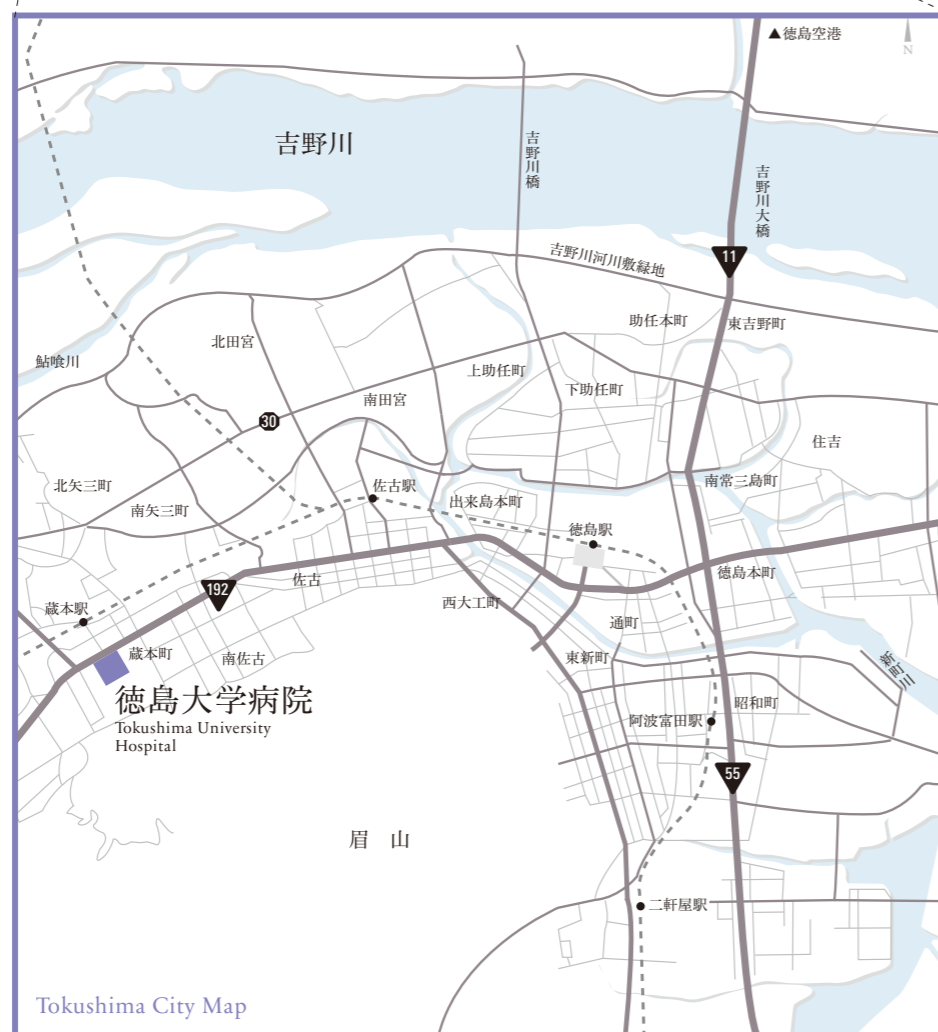 ▲徳島空港
N
吉野川
吉野川橋
吉野川大橋
11
吉野川河川敷緑地
助任本町
東吉野町
北田宮
鮎喰川
上助任町
下助任町
南田宮
30
住吉
北矢三町
南矢三町
佐古駅
出来島本町
南常三島町
徳島駅
佐古
192
徳島本町
西大工町
蔵本駅
通町
蔵本町
南佐古
東新町
新町川
徳島大学病院
Tokushima University
Hospital
昭和町
阿波富田駅
55
眉 山
二軒屋駅
Tokushima City Map